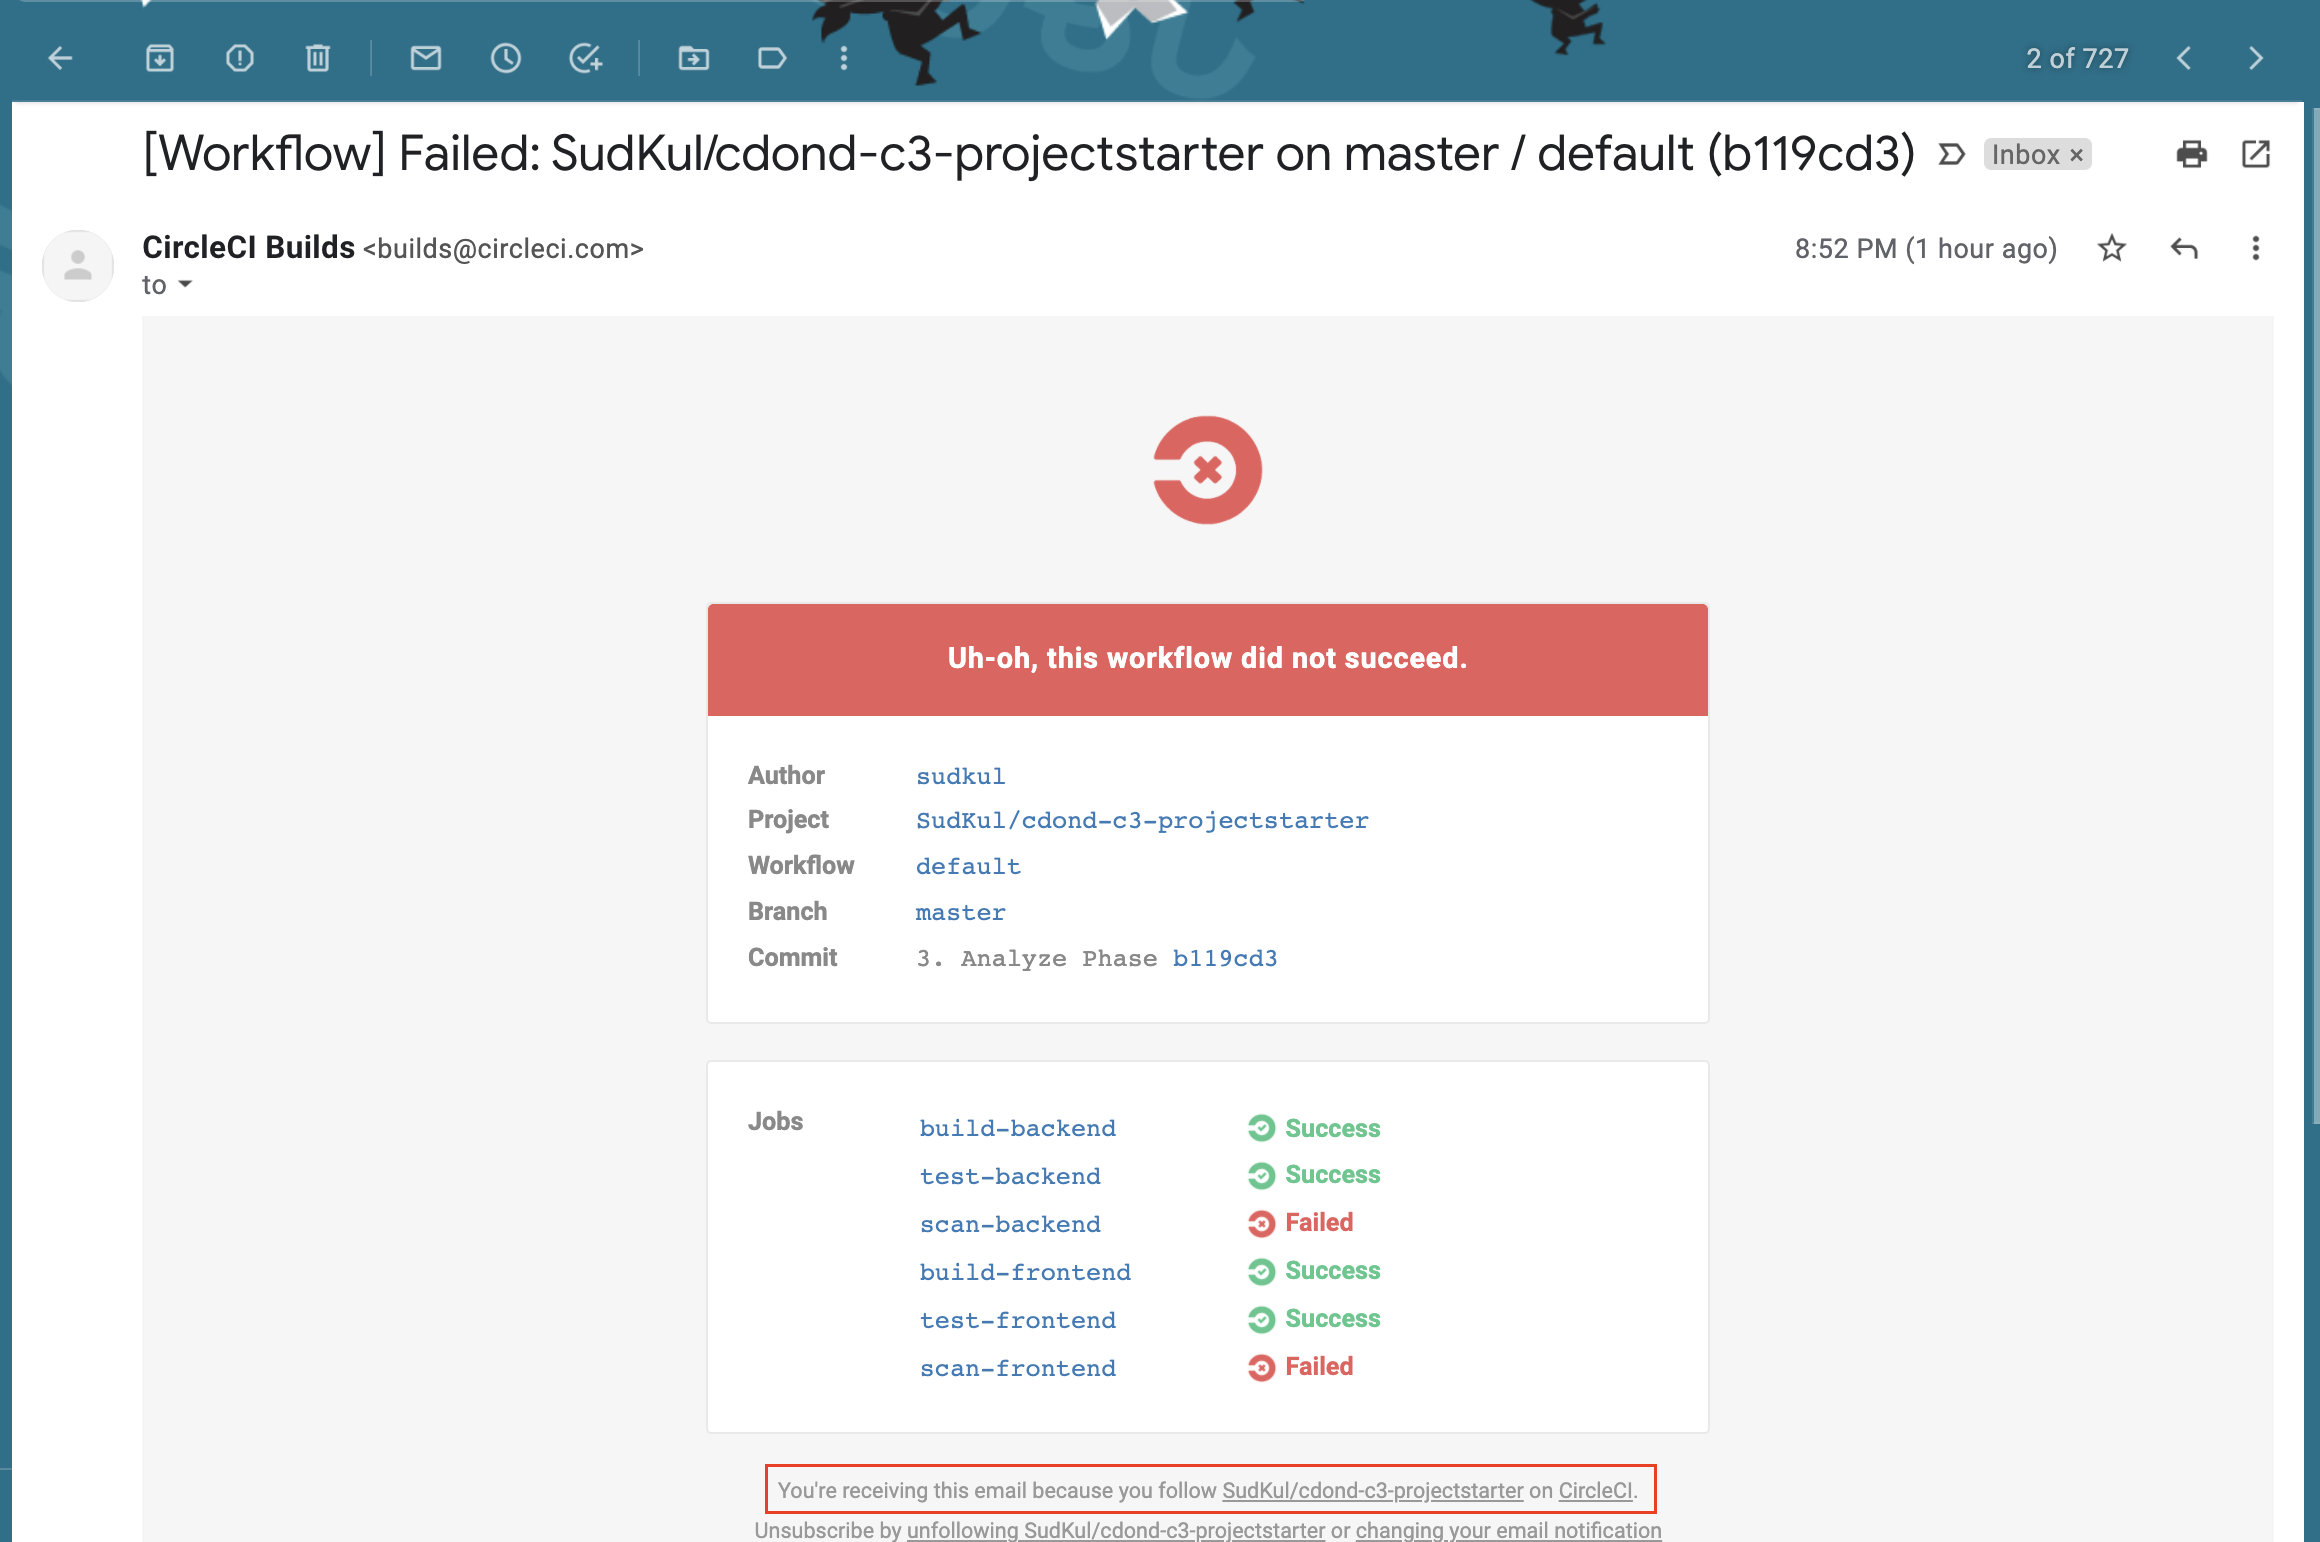 2 of 727
[Workflow] Failed: SudKul/cdond-c3-projectstarter on master / default (b119cd3)
Inbox ×
CircleCI Builds <builds@circleci.com>
8:52 PM (1 hour ago)
to
Uh-oh, this workflow did not succeed.
Author sudkul
Project SudKul/cdond-c3-projectstarter
Workflow default
Branch master
Commit 3. Analyze Phase b119cd3
Jobs
build-backend Success
test-backend Success
scan-backend Failed
build-frontend Success
test-frontend Success
scan-frontend Failed
You're receiving this email because you follow SudKul/cdond-c3-projectstarter on CircleCI.
Unsubscribe by unfollowing SudKul/cdond-c3-projectstarter or changing your email notification